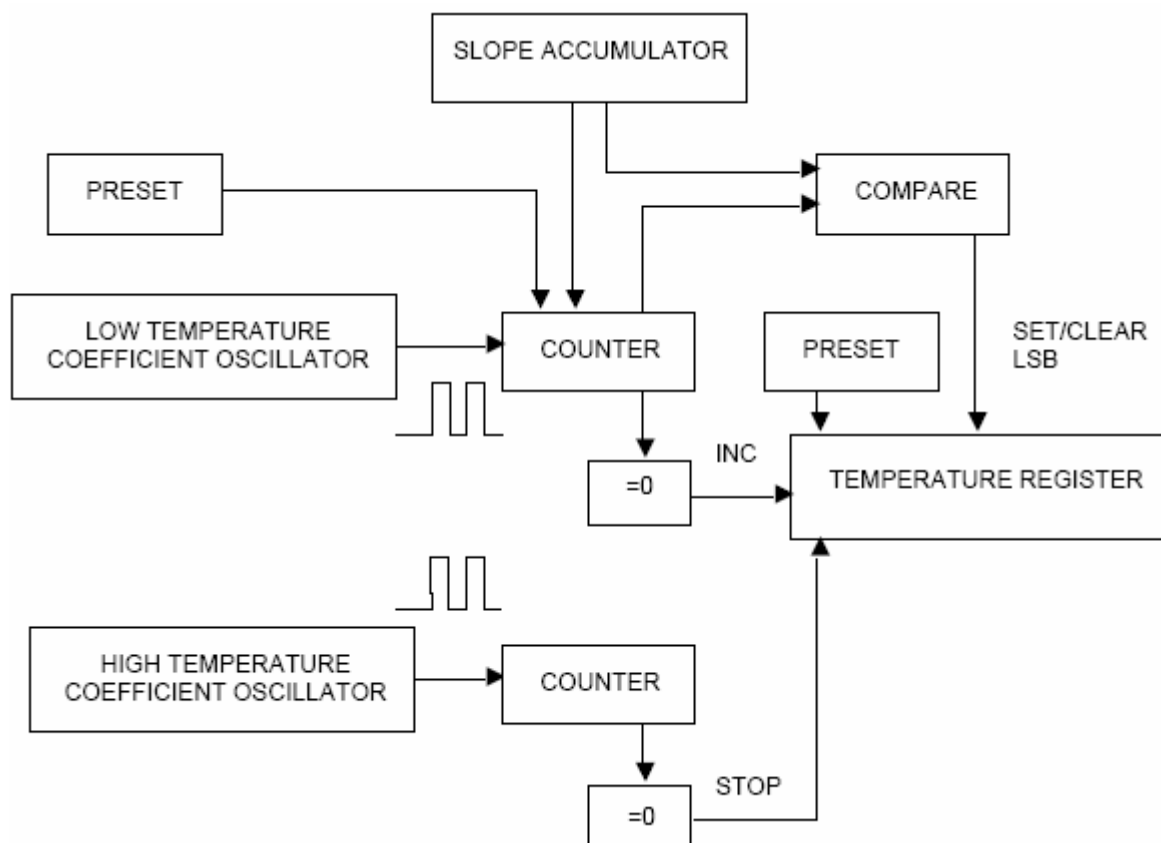 SLOPE ACCUMULATOR
PRESET
COMPARE
LOW TEMPERATURE
COEFFICIENT OSCILLATOR
COUNTER
PRESET
SET/CLEAR
LSB
INC
=0
TEMPERATURE REGISTER
HIGH TEMPERATURE
COEFFICIENT OSCILLATOR
COUNTER
STOP
=0